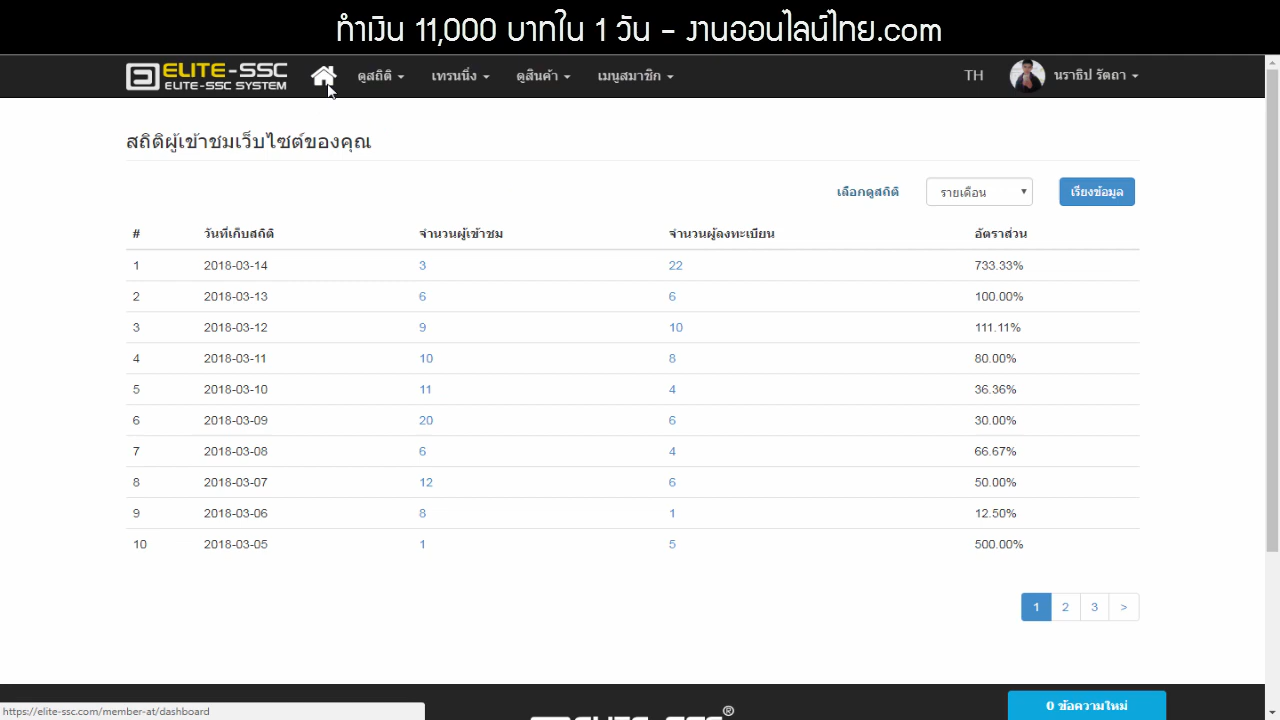 ทำเงิน 11,000 บาทใน 1 วัน - งานออนไลน์ไทย.com
ELITE-SSC
ELITE-SSC SYSTEM
ดูสถิติ เทรนนิ่ง ดูสินค้า เมนูสมาชิก TH นราธิป รัตถา
สถิติผู้เข้าชมเว็บไซต์ของคุณ
เลือกดูสถิติ รายเดือน เรียงข้อมูล
# วันที่เก็บสถิติ จำนวนผู้เข้าชม จำนวนผู้ลงทะเบียน อัตราส่วน
1 2018-03-14 3 22 733.33%
2 2018-03-13 6 6 100.00%
3 2018-03-12 9 10 111.11%
4 2018-03-11 10 8 80.00%
5 2018-03-10 11 4 36.36%
6 2018-03-09 20 6 30.00%
7 2018-03-08 6 4 66.67%
8 2018-03-07 12 6 50.00%
9 2018-03-06 8 1 12.50%
10 2018-03-05 1 5 500.00%
1 2 3 >
https://elite-ssc.com/member-at/dashboard
ELITE-SSC®
0 ข้อความใหม่